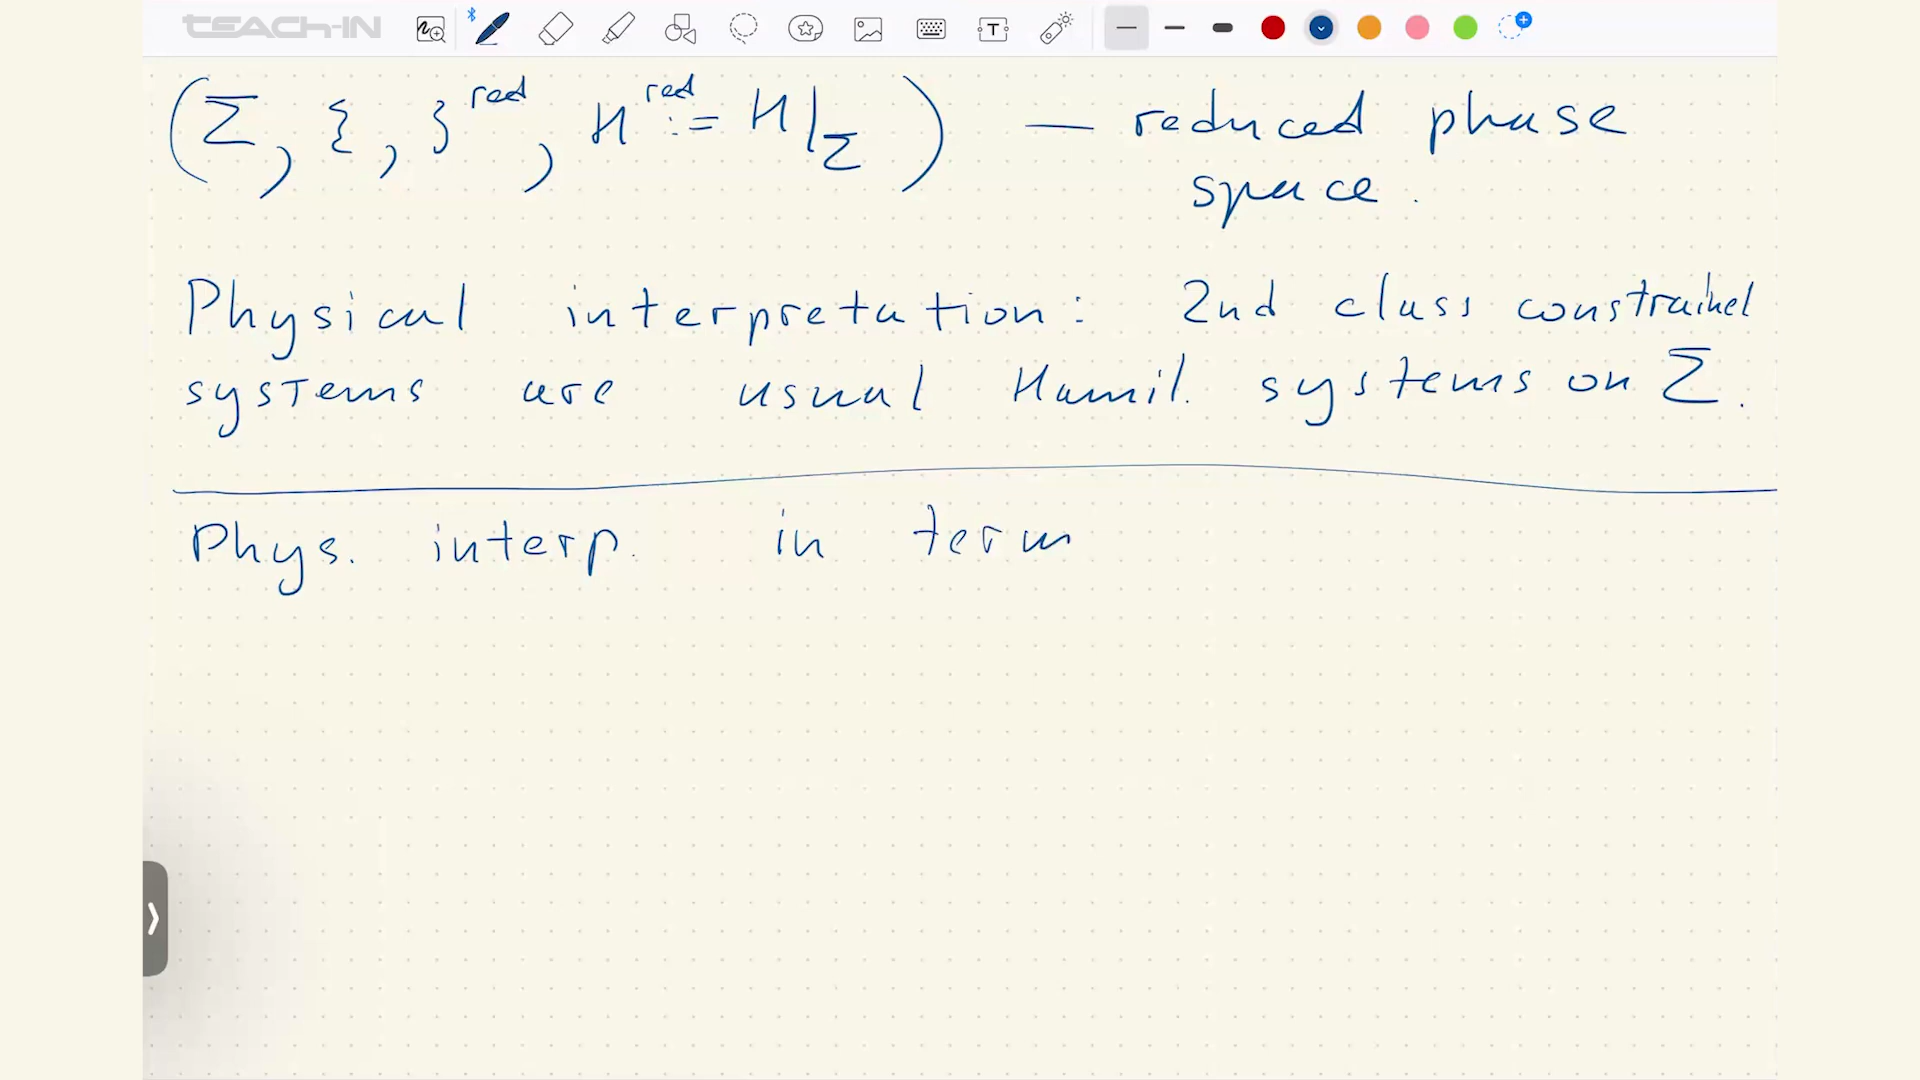 TEACH-IN
(Σ, {, }^red, H^red := H|_Σ) — reduced phase
space.
Physical interpretation: 2nd class constrained
systems are usual Hamil. systems on Σ.
Phys. interp. in term